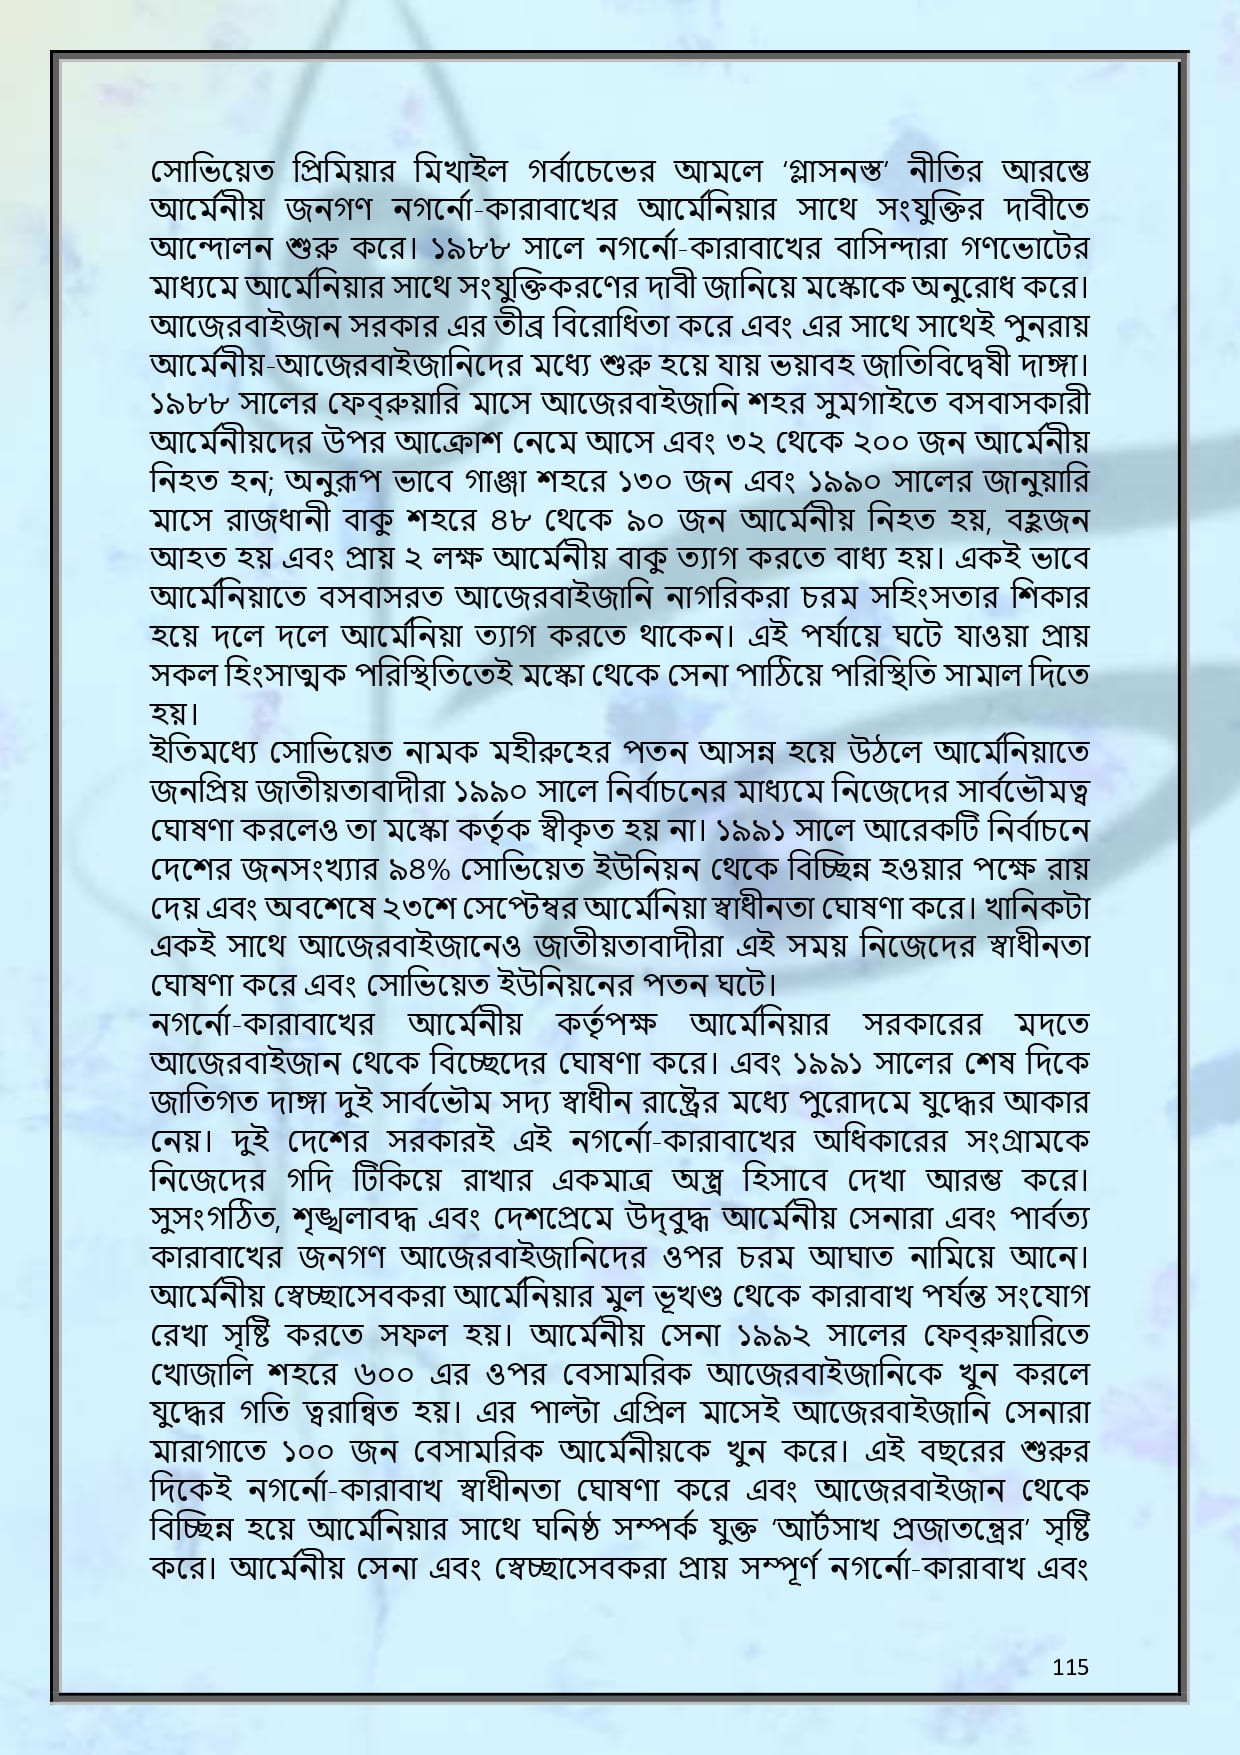 সোভিয়েত প্রিমিয়ার মিখাইল গর্বাচেভের আমলে ‘গ্লাসনস্ত’ নীতির আরম্ভে
আর্মেনীয় জনগণ নগর্নো-কারাবাখের আর্মেনিয়ার সাথে সংযুক্তির দাবীতে
আন্দোলন শুরু করে। ১৯৮৮ সালে নগর্নো-কারাবাখের বাসিন্দারা গণভোটের
মাধ্যমে আর্মেনিয়ার সাথে সংযুক্তিকরণের দাবী জানিয়ে মস্কোকে অনুরোধ করে।
আজেরবাইজান সরকার এর তীব্র বিরোধিতা করে এবং এর সাথে সাথেই পুনরায়
আর্মেনীয়-আজেরবাইজানিদের মধ্যে শুরু হয়ে যায় ভয়াবহ জাতিবিদ্বেষী দাঙ্গা।
১৯৮৮ সালের ফেব্রুয়ারি মাসে আজেরবাইজানি শহর সুমগাইতে বসবাসকারী
আর্মেনীয়দের উপর আক্রোশ নেমে আসে এবং ৩২ থেকে ২০০ জন আর্মেনীয়
নিহত হন; অনুরূপ ভাবে গাঞ্জা শহরে ১৩০ জন এবং ১৯৯০ সালের জানুয়ারি
মাসে রাজধানী বাকু শহরে ৪৮ থেকে ৯০ জন আর্মেনীয় নিহত হয়, বহুজন
আহত হয় এবং প্রায় ২ লক্ষ আর্মেনীয় বাকু ত্যাগ করতে বাধ্য হয়। একই ভাবে
আর্মেনিয়াতে বসবাসরত আজেরবাইজানি নাগরিকরা চরম সহিংসতার শিকার
হয়ে দলে দলে আর্মেনিয়া ত্যাগ করতে থাকেন। এই পর্যায়ে ঘটে যাওয়া প্রায়
সকল হিংসাত্মক পরিস্থিতিতেই মস্কো থেকে সেনা পাঠিয়ে পরিস্থিতি সামাল দিতে
হয়।
ইতিমধ্যে সোভিয়েত নামক মহীরুহের পতন আসন্ন হয়ে উঠলে আর্মেনিয়াতে
জনপ্রিয় জাতীয়তাবাদীরা ১৯৯০ সালে নির্বাচনের মাধ্যমে নিজেদের সার্বভৌমত্ব
ঘোষণা করলেও তা মস্কো কর্তৃক স্বীকৃত হয় না। ১৯৯১ সালে আরেকটি নির্বাচনে
দেশের জনসংখ্যার ৯৪% সোভিয়েত ইউনিয়ন থেকে বিচ্ছিন্ন হওয়ার পক্ষে রায়
দেয় এবং অবশেষে ২৩শে সেপ্টেম্বর আর্মেনিয়া স্বাধীনতা ঘোষণা করে। খানিকটা
একই সাথে আজেরবাইজানেও জাতীয়তাবাদীরা এই সময় নিজেদের স্বাধীনতা
ঘোষণা করে এবং সোভিয়েত ইউনিয়নের পতন ঘটে।
নগর্নো-কারাবাখের আর্মেনীয় কর্তৃপক্ষ আর্মেনিয়ার সরকারের মদতে
আজেরবাইজান থেকে বিচ্ছেদের ঘোষণা করে। এবং ১৯৯১ সালের শেষ দিকে
জাতিগত দাঙ্গা দুই সার্বভৌম সদ্য স্বাধীন রাষ্ট্রের মধ্যে পুরোদমে যুদ্ধের আকার
নেয়। দুই দেশের সরকারই এই নগর্নো-কারাবাখের অধিকারের সংগ্রামকে
নিজেদের গদি টিকিয়ে রাখার একমাত্র অস্ত্র হিসাবে দেখা আরম্ভ করে।
সুসংগঠিত, শৃঙ্খলাবদ্ধ এবং দেশপ্রেমে উদ্‌বুদ্ধ আর্মেনীয় সেনারা এবং পার্বত্য
কারাবাখের জনগণ আজেরবাইজানিদের ওপর চরম আঘাত নামিয়ে আনে।
আর্মেনীয় স্বেচ্ছাসেবকরা আর্মেনিয়ার মুল ভূখণ্ড থেকে কারাবাখ পর্যন্ত সংযোগ
রেখা সৃষ্টি করতে সফল হয়। আর্মেনীয় সেনা ১৯৯২ সালের ফেব্রুয়ারিতে
খোজালি শহরে ৬০০ এর ওপর বেসামরিক আজেরবাইজানিকে খুন করলে
যুদ্ধের গতি ত্বরান্বিত হয়। এর পাল্টা এপ্রিল মাসেই আজেরবাইজানি সেনারা
মারাগাতে ১০০ জন বেসামরিক আর্মেনীয়কে খুন করে। এই বছরের শুরুর
দিকেই নগর্নো-কারাবাখ স্বাধীনতা ঘোষণা করে এবং আজেরবাইজান থেকে
বিচ্ছিন্ন হয়ে আর্মেনিয়ার সাথে ঘনিষ্ঠ সম্পর্ক যুক্ত ‘আর্টসাখ প্রজাতন্ত্রের’ সৃষ্টি
করে। আর্মেনীয় সেনা এবং স্বেচ্ছাসেবকরা প্রায় সম্পূর্ণ নগর্নো-কারাবাখ এবং
115